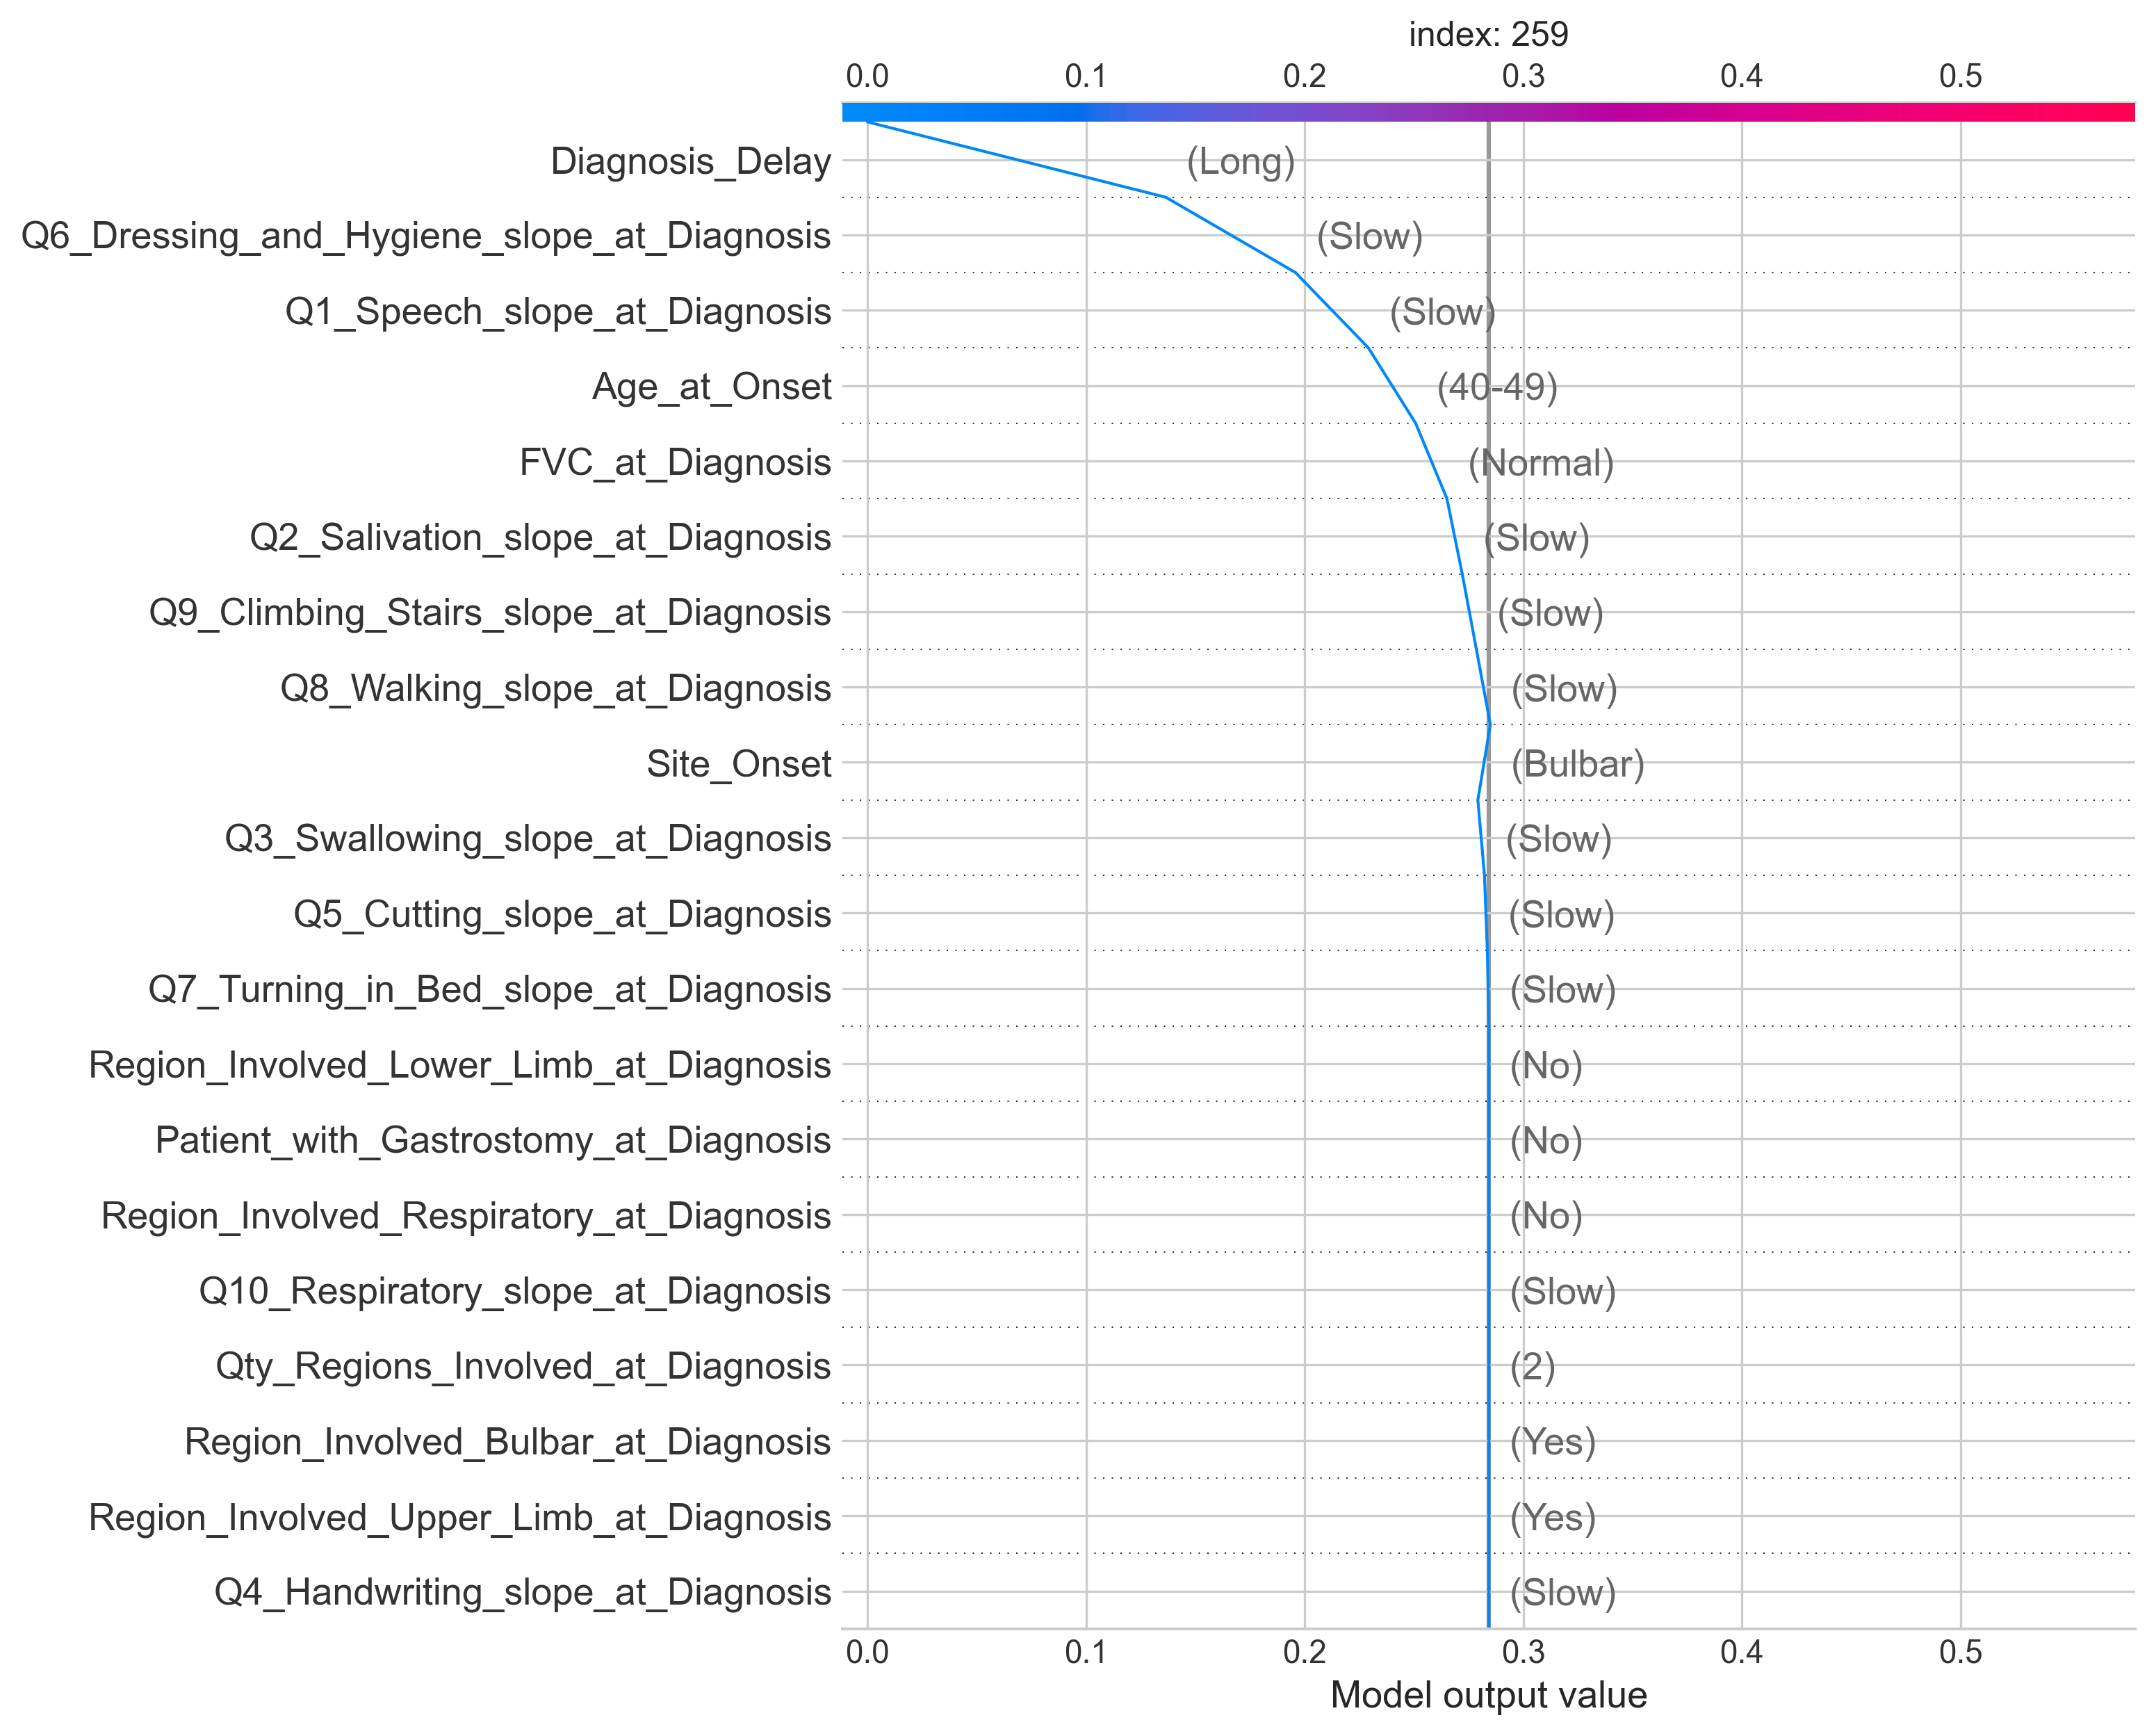 index: 259
0.0 0.1 0.2 0.3 0.4 0.5
Diagnosis_Delay (Long)
Q6_Dressing_and_Hygiene_slope_at_Diagnosis (Slow)
Q1_Speech_slope_at_Diagnosis (Slow)
Age_at_Onset (40-49)
FVC_at_Diagnosis (Normal)
Q2_Salivation_slope_at_Diagnosis (Slow)
Q9_Climbing_Stairs_slope_at_Diagnosis (Slow)
Q8_Walking_slope_at_Diagnosis (Slow)
Site_Onset (Bulbar)
Q3_Swallowing_slope_at_Diagnosis (Slow)
Q5_Cutting_slope_at_Diagnosis (Slow)
Q7_Turning_in_Bed_slope_at_Diagnosis (Slow)
Region_Involved_Lower_Limb_at_Diagnosis (No)
Patient_with_Gastrostomy_at_Diagnosis (No)
Region_Involved_Respiratory_at_Diagnosis (No)
Q10_Respiratory_slope_at_Diagnosis (Slow)
Qty_Regions_Involved_at_Diagnosis (2)
Region_Involved_Bulbar_at_Diagnosis (Yes)
Region_Involved_Upper_Limb_at_Diagnosis (Yes)
Q4_Handwriting_slope_at_Diagnosis (Slow)
0.0 0.1 0.2 0.3 0.4 0.5
Model output value